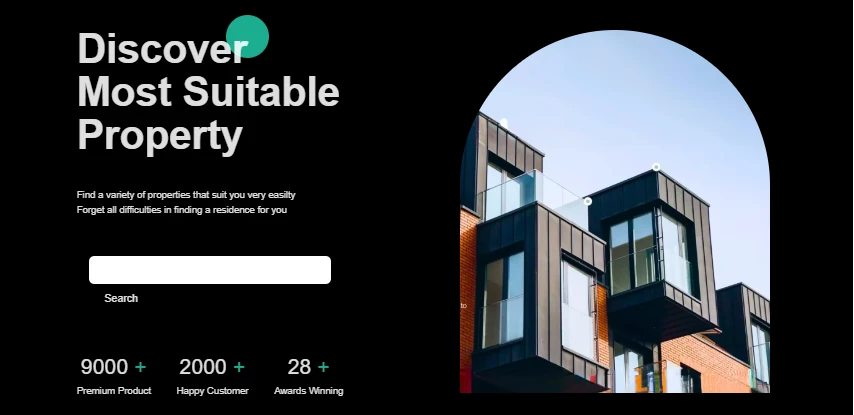 Discover
Most Suitable
Property
Find a variety of properties that suit you very easilty
Forget all difficulties in finding a residence for you
Search
9000 +
2000 +
28 +
Premium Product
Happy Customer
Awards Winning
to